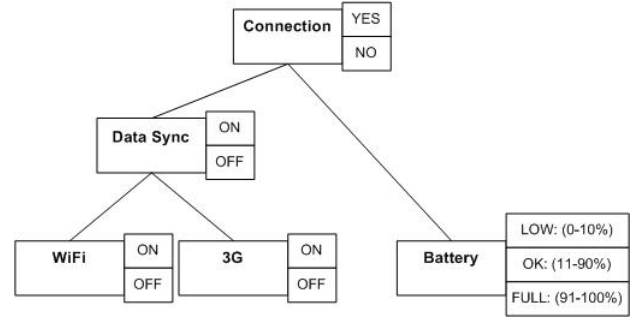 Connection
YES
NO
Data Sync
ON
OFF
WiFi
ON
OFF
3G
ON
OFF
Battery
LOW: (0-10%)
OK: (11-90%)
FULL: (91-100%)